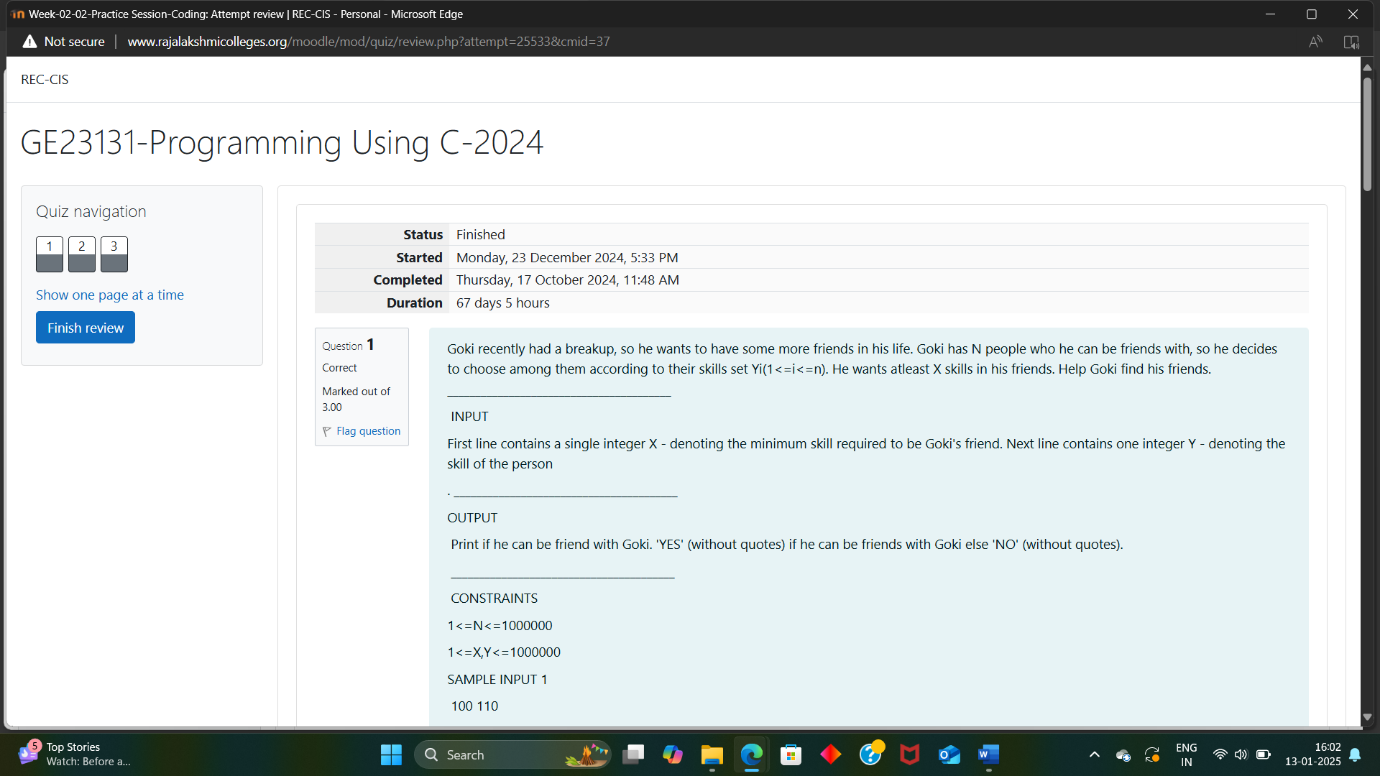 Week-02-02-Practice Session-Coding: Attempt review | REC-CIS - Personal - Microsoft Edge
Not secure | www.rajalakshmicolleges.org/moodle/mod/quiz/review.php?attempt=25533&cmid=37
REC-CIS
GE23131-Programming Using C-2024
Quiz navigation
1 2 3
Show one page at a time
Finish review
Status Finished
Started Monday, 23 December 2024, 5:33 PM
Completed Thursday, 17 October 2024, 11:48 AM
Duration 67 days 5 hours
Question 1
Correct
Marked out of
3.00
Flag question
Goki recently had a breakup, so he wants to have some more friends in his life. Goki has N people who he can be friends with, so he decides
to choose among them according to their skills set Yi(1<=i<=n). He wants atleast X skills in his friends. Help Goki find his friends.
INPUT
First line contains a single integer X - denoting the minimum skill required to be Goki's friend. Next line contains one integer Y - denoting the
skill of the person
.
OUTPUT
Print if he can be friend with Goki. 'YES' (without quotes) if he can be friends with Goki else 'NO' (without quotes).
CONSTRAINTS
1<=N<=1000000
1<=X,Y<=1000000
SAMPLE INPUT 1
100 110
5
Top Stories
Watch: Before a...
Search
ENG
IN
16:02
13-01-2025